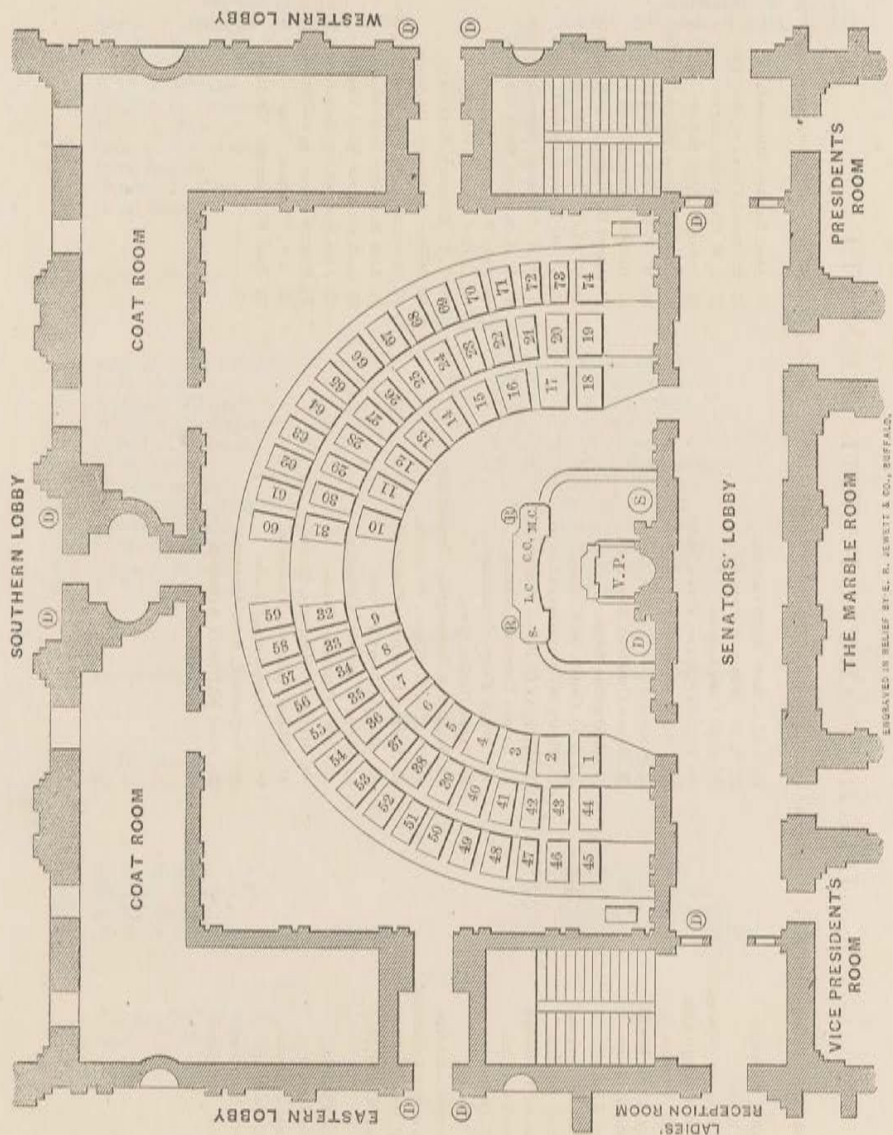 SOUTHERN LOBBY
D
D
COAT ROOM
COAT ROOM
EASTERN LOBBY
WESTERN LOBBY
D
D
D
D
45 46 47 48 49 50 51 52 53 54 55 56 57 58 59 60 61 62 63 64 65 66 67 68 69 70 71 72 73 74
44 43 42 41 40 39 38 37 36 35 34 33 32 31 30 29 28 27 26 25 24 23 22 21 20 19
1 2 3 4 5 6 7 8 9 10 11 12 13 14 15 16 17 18
R
R
S. L.C C.C. M.C.
V.P.
D
S
D
D
SENATORS' LOBBY
LADIES'
RECEPTION ROOM
VICE PRESIDENTS
ROOM
THE MARBLE ROOM
PRESIDENTS
ROOM
ENGRAVED IN RELIEF BY E. R. JEWETT & CO., BUFFALO.